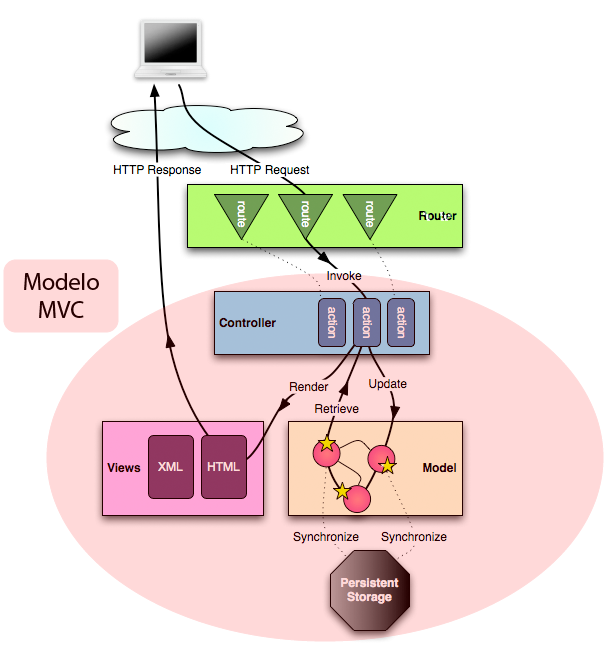 HTTP Response
HTTP Request
route
route
route
Router
Invoke
Modelo
MVC
Controller
action
action
action
Render
Retrieve
Update
Views
XML
HTML
Model
Synchronize
Synchronize
Persistent
Storage